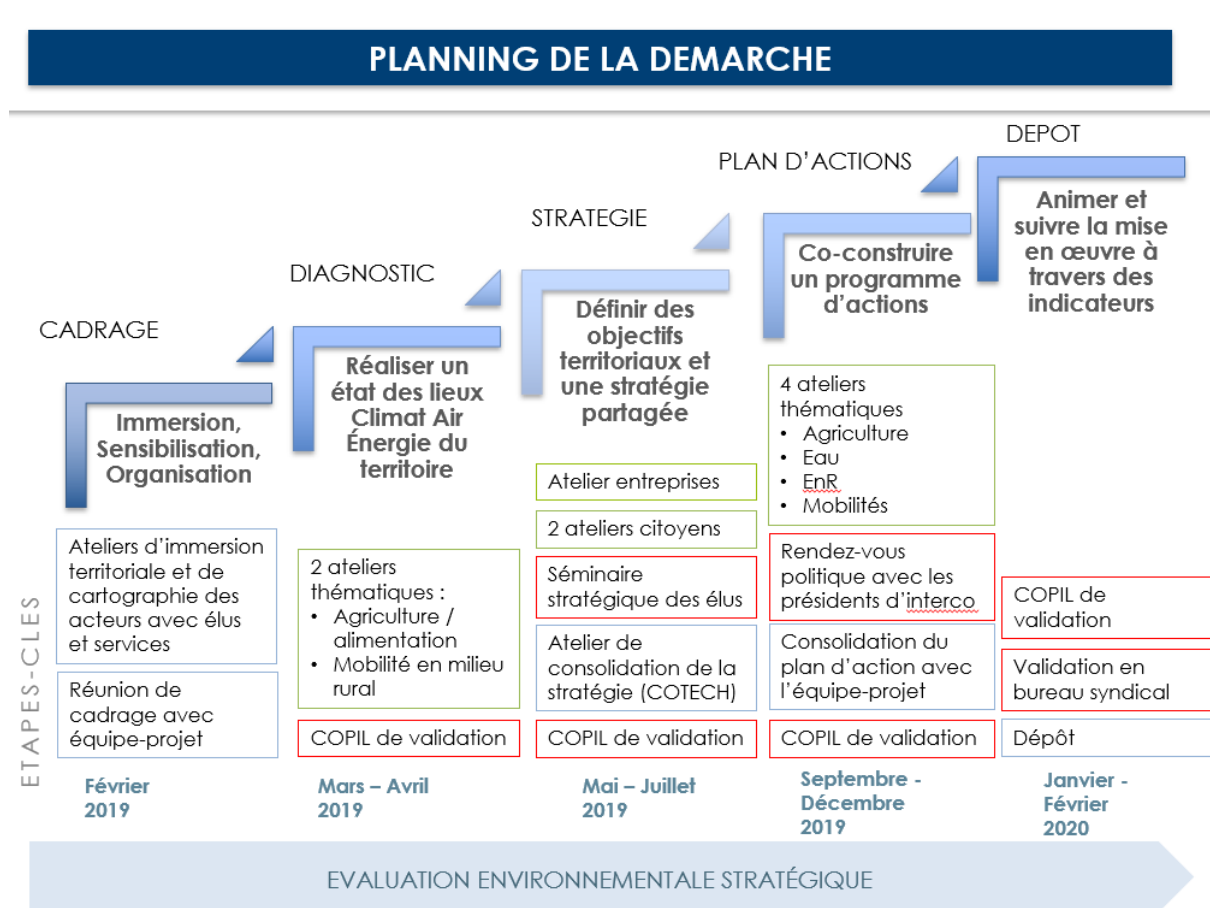 PLANNING DE LA DEMARCHE
CADRAGE
Immersion,
Sensibilisation,
Organisation
DIAGNOSTIC
Réaliser un
état des lieux
Climat Air
Énergie du
territoire
STRATEGIE
Définir des
objectifs
territoriaux et
une stratégie
partagée
PLAN D'ACTIONS
Co-construire
un programme
d'actions
DEPOT
Animer et
suivre la mise
en œuvre à
travers des
indicateurs
ETAPES-CLES
Ateliers d'immersion
territoriale et de
cartographie des
acteurs avec élus
et services
Réunion de
cadrage avec
équipe-projet
Février
2019
2 ateliers
thématiques :
• Agriculture /
alimentation
• Mobilité en milieu
rural
COPIL de validation
Mars – Avril
2019
Atelier entreprises
2 ateliers citoyens
Séminaire
stratégique des élus
Atelier de
consolidation de la
stratégie (COTECH)
COPIL de validation
Mai – Juillet
2019
4 ateliers
thématiques
• Agriculture
• Eau
• EnR
• Mobilités
Rendez-vous
politique avec les
présidents d'interco
Consolidation du
plan d'action avec
l'équipe-projet
COPIL de validation
Septembre -
Décembre
2019
COPIL de
validation
Validation en
bureau syndical
Dépôt
Janvier -
Février
2020
EVALUATION ENVIRONNEMENTALE STRATÉGIQUE